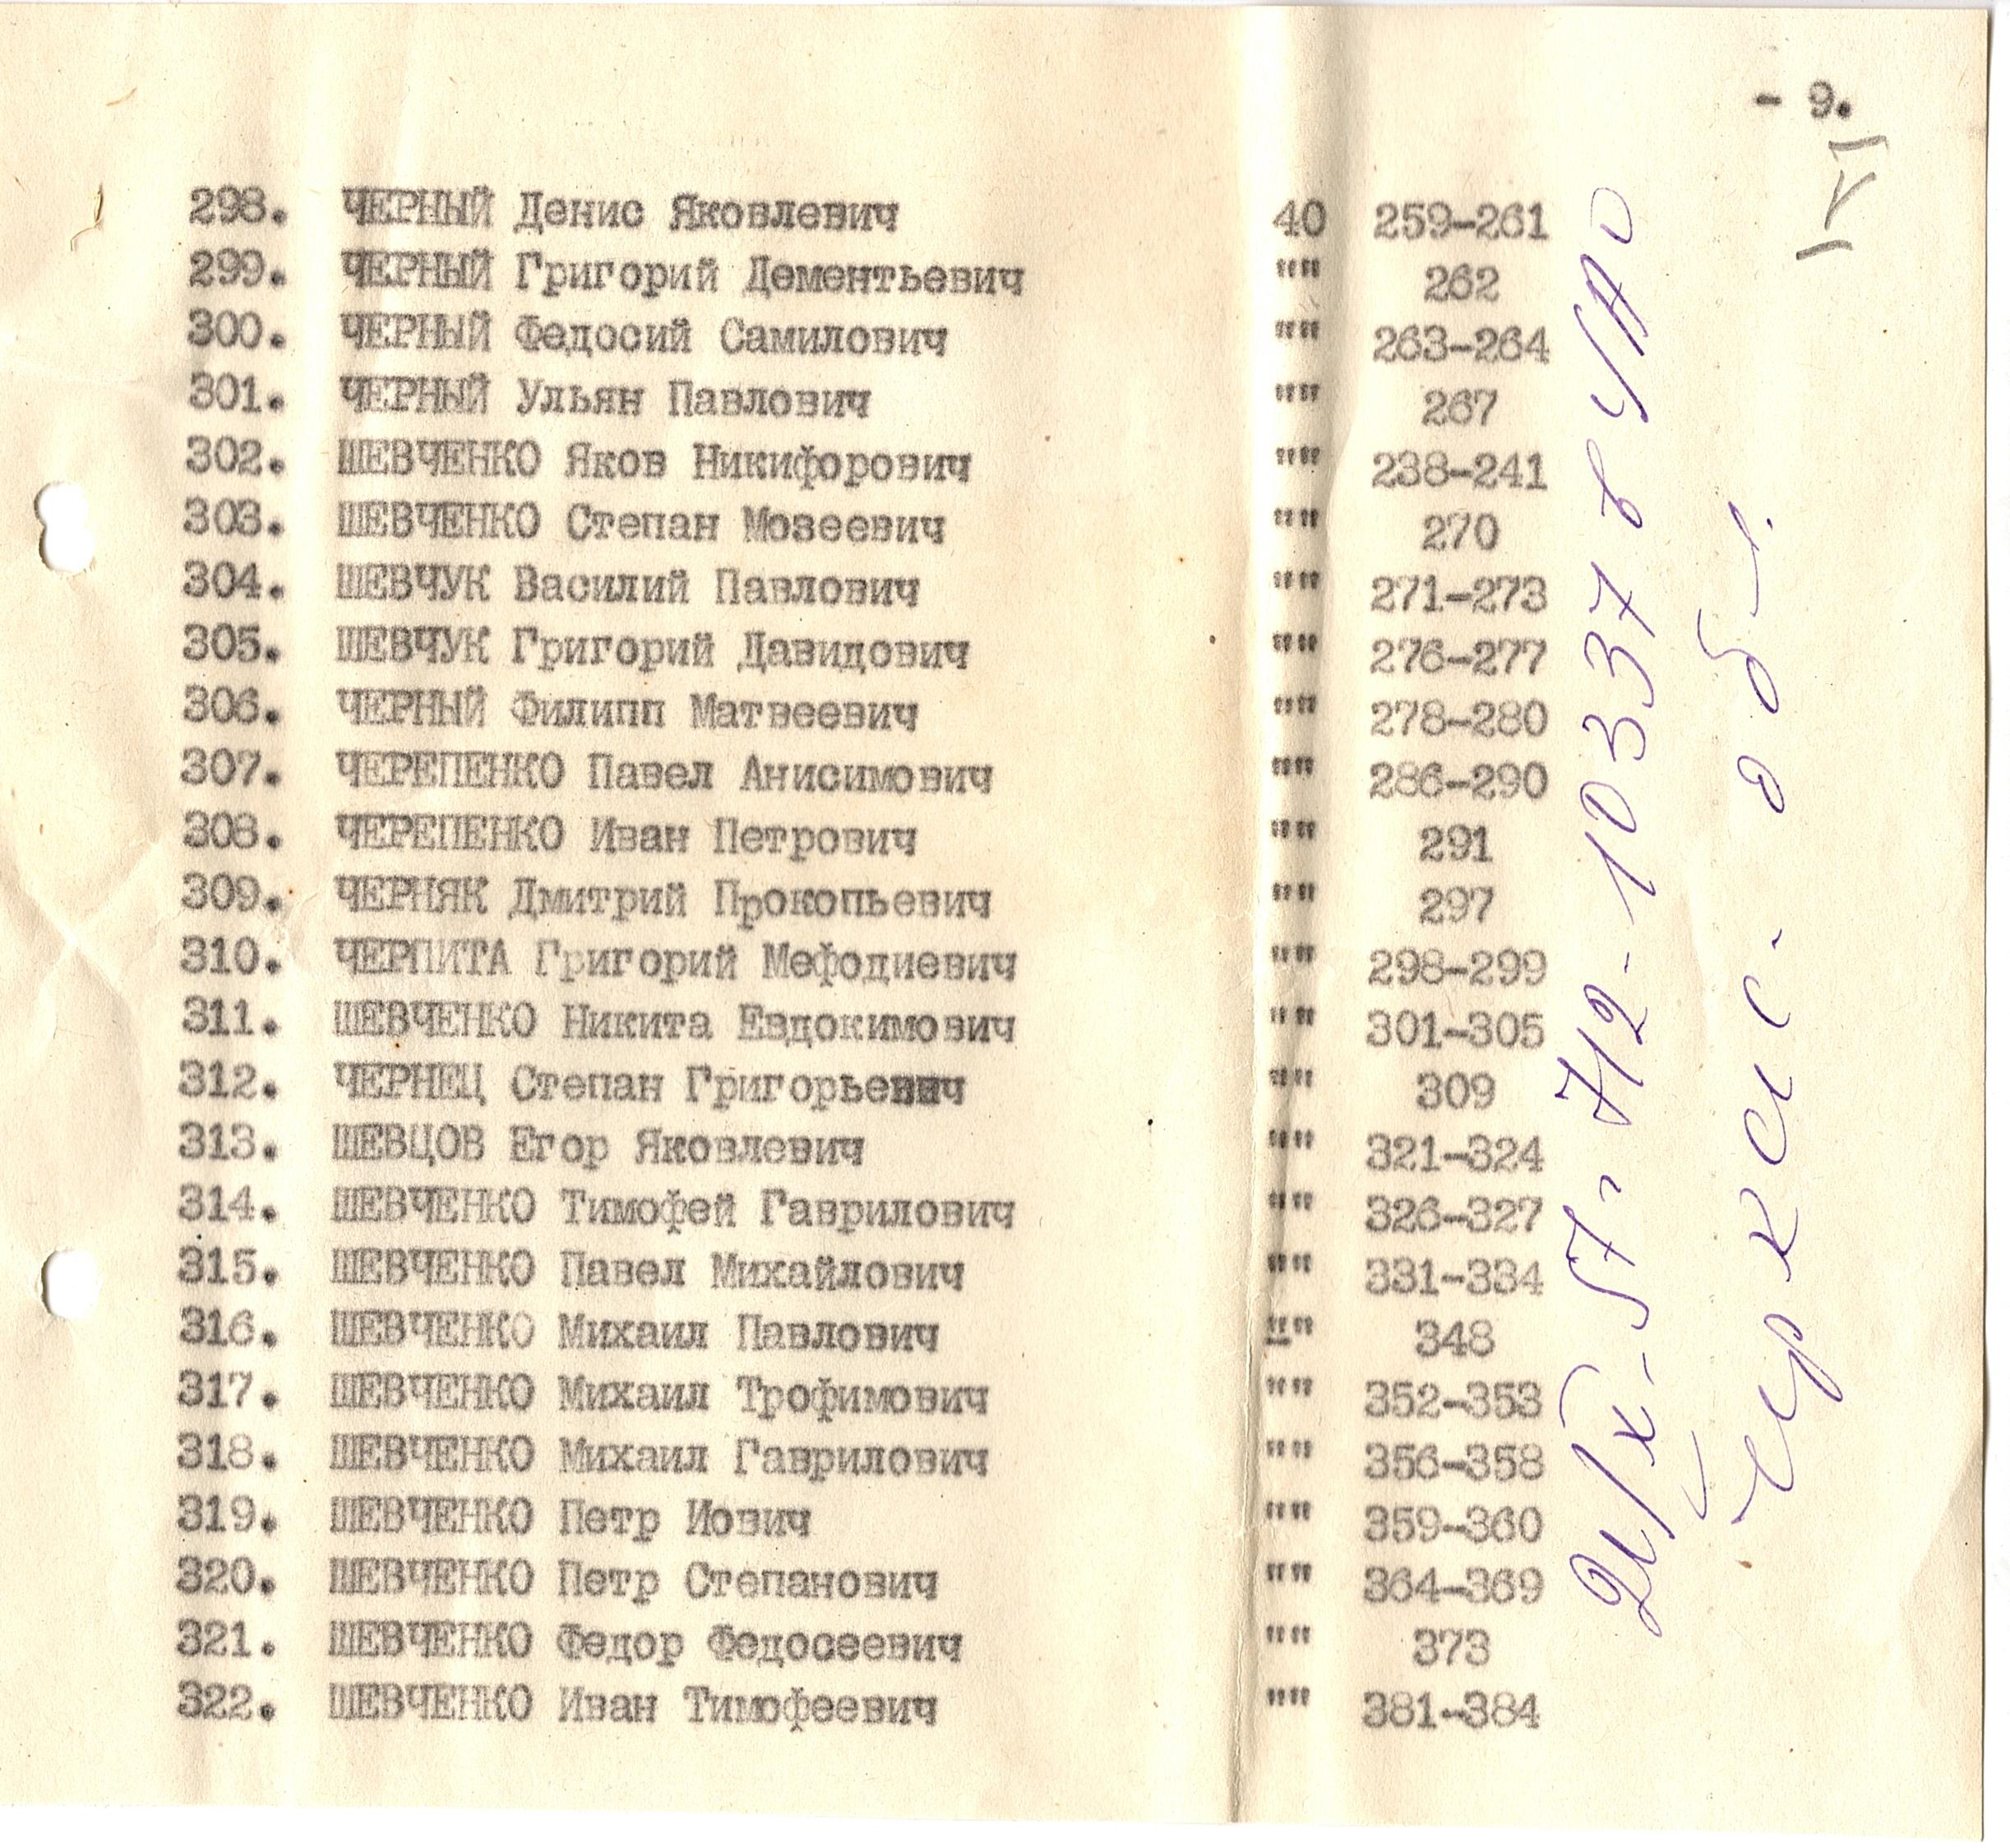 - 9.
298. ЧЕРНЫЙ Денис Яковлевич 40 259-261
299. ЧЕРНЫЙ Григорий Дементьевич "" 262
300. ЧЕРНЫЙ Федосий Самилович "" 263-264
301. ЧЕРНЫЙ Ульян Павлович "" 267
302. ШЕВЧЕНКО Яков Никифорович "" 238-241
303. ШЕВЧЕНКО Степан Мозеевич "" 270
304. ШЕВЧУК Василий Павлович "" 271-273
305. ШЕВЧУК Григорий Давидович "" 276-277
306. ЧЕРНЫЙ Филипп Матвеевич "" 278-280
307. ЧЕРЕПЕНКО Павел Анисимович "" 286-290
308. ЧЕРЕПЕНКО Иван Петрович "" 291
309. ЧЕРНЯК Дмитрий Прокопьевич "" 297
310. ЧЕРПИТА Григорий Мефодиевич "" 298-299
311. ШЕВЧЕНКО Никита Евдокимович "" 301-305
312. ЧЕРНЕЦ Степан Григорьевич "" 309
313. ШЕВЦОВ Егор Яковлевич "" 321-324
314. ШЕВЧЕНКО Тимофей Гаврилович "" 326-327
315. ШЕВЧЕНКО Павел Михайлович "" 331-334
316. ШЕВЧЕНКО Михаил Павлович "" 348
317. ШЕВЧЕНКО Михаил Трофимович "" 352-353
318. ШЕВЧЕНКО Михаил Гаврилович "" 356-358
319. ШЕВЧЕНКО Петр Иович "" 359-360
320. ШЕВЧЕНКО Петр Степанович "" 364-369
321. ШЕВЧЕНКО Федор Федосеевич "" 373
322. ШЕВЧЕНКО Иван Тимофеевич "" 381-384
10337 в УАО
Черкасс. обл.